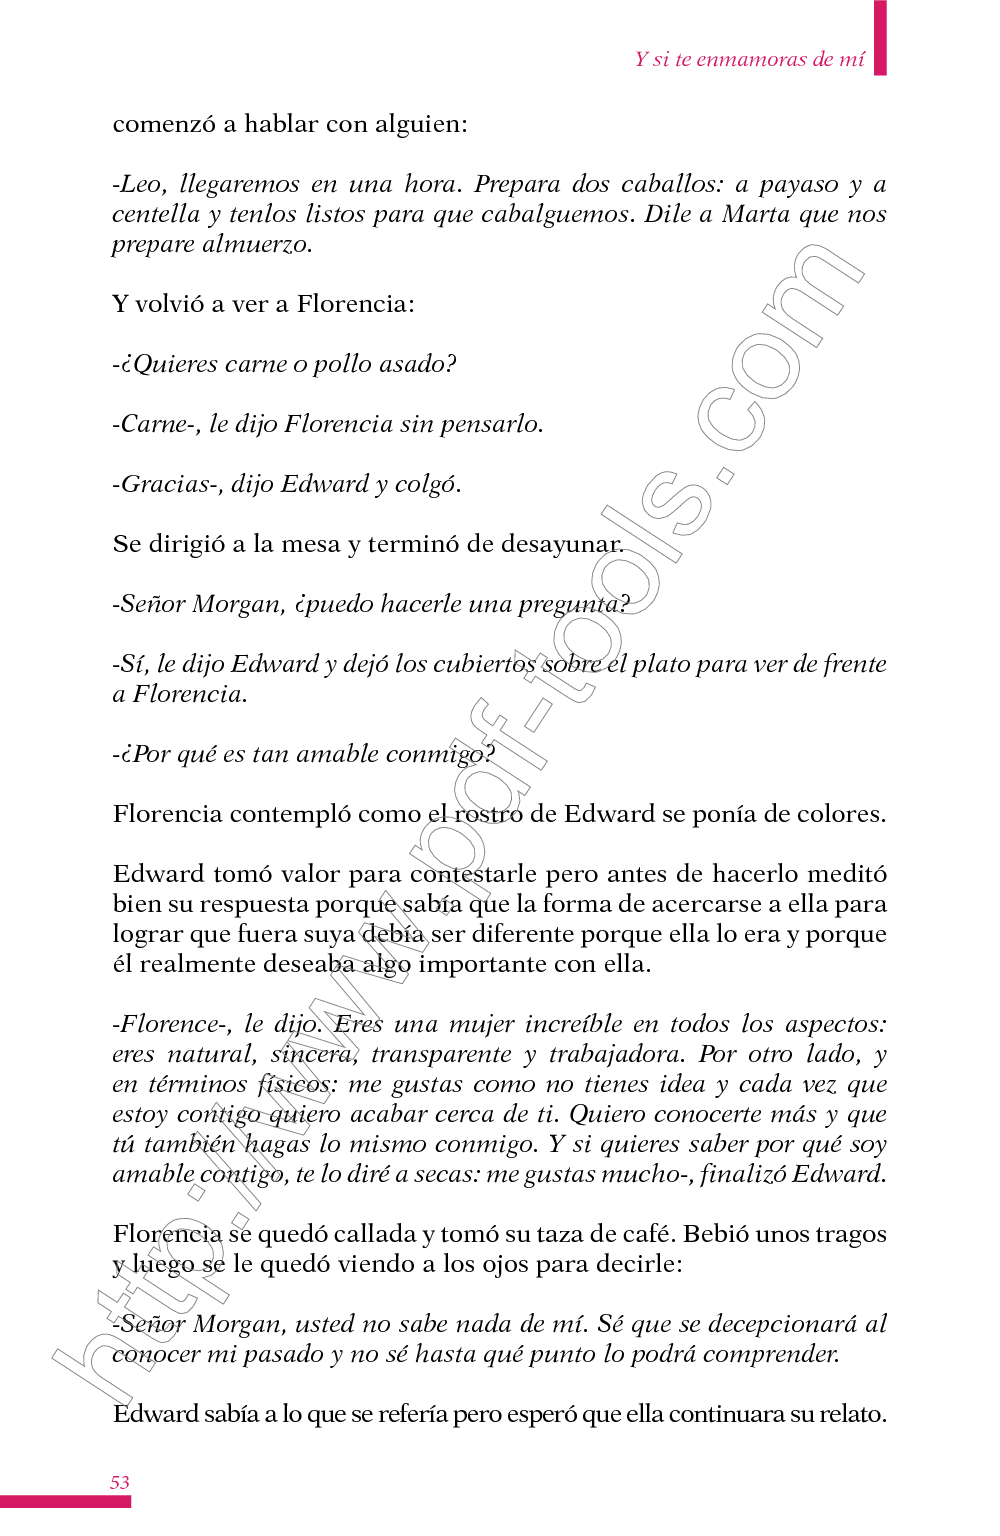 Y si te enmamoras de mí
comenzó a hablar con alguien:
-Leo, llegaremos en una hora. Prepara dos caballos: a payaso y a
centella y tenlos listos para que cabalguemos. Dile a Marta que nos
prepare almuerzo.
Y volvió a ver a Florencia:
-¿Quieres carne o pollo asado?
-Carne-, le dijo Florencia sin pensarlo.
-Gracias-, dijo Edward y colgó.
Se dirigió a la mesa y terminó de desayunar.
-Señor Morgan, ¿puedo hacerle una pregunta?
-Sí, le dijo Edward y dejó los cubiertos sobre el plato para ver de frente
a Florencia.
-¿Por qué es tan amable conmigo?
Florencia contempló como el rostro de Edward se ponía de colores.
Edward tomó valor para contestarle pero antes de hacerlo meditó
bien su respuesta porque sabía que la forma de acercarse a ella para
lograr que fuera suya debía ser diferente porque ella lo era y porque
él realmente deseaba algo importante con ella.
-Florence-, le dijo. Eres una mujer increíble en todos los aspectos:
eres natural, sincera, transparente y trabajadora. Por otro lado, y
en términos físicos: me gustas como no tienes idea y cada vez que
estoy contigo quiero acabar cerca de ti. Quiero conocerte más y que
tú también hagas lo mismo conmigo. Y si quieres saber por qué soy
amable contigo, te lo diré a secas: me gustas mucho-, finalizó Edward.
Florencia se quedó callada y tomó su taza de café. Bebió unos tragos
y luego se le quedó viendo a los ojos para decirle:
-Señor Morgan, usted no sabe nada de mí. Sé que se decepcionará al
conocer mi pasado y no sé hasta qué punto lo podrá comprender.
Edward sabía a lo que se refería pero esperó que ella continuara su relato.
53
http://www.pdf-tools.com